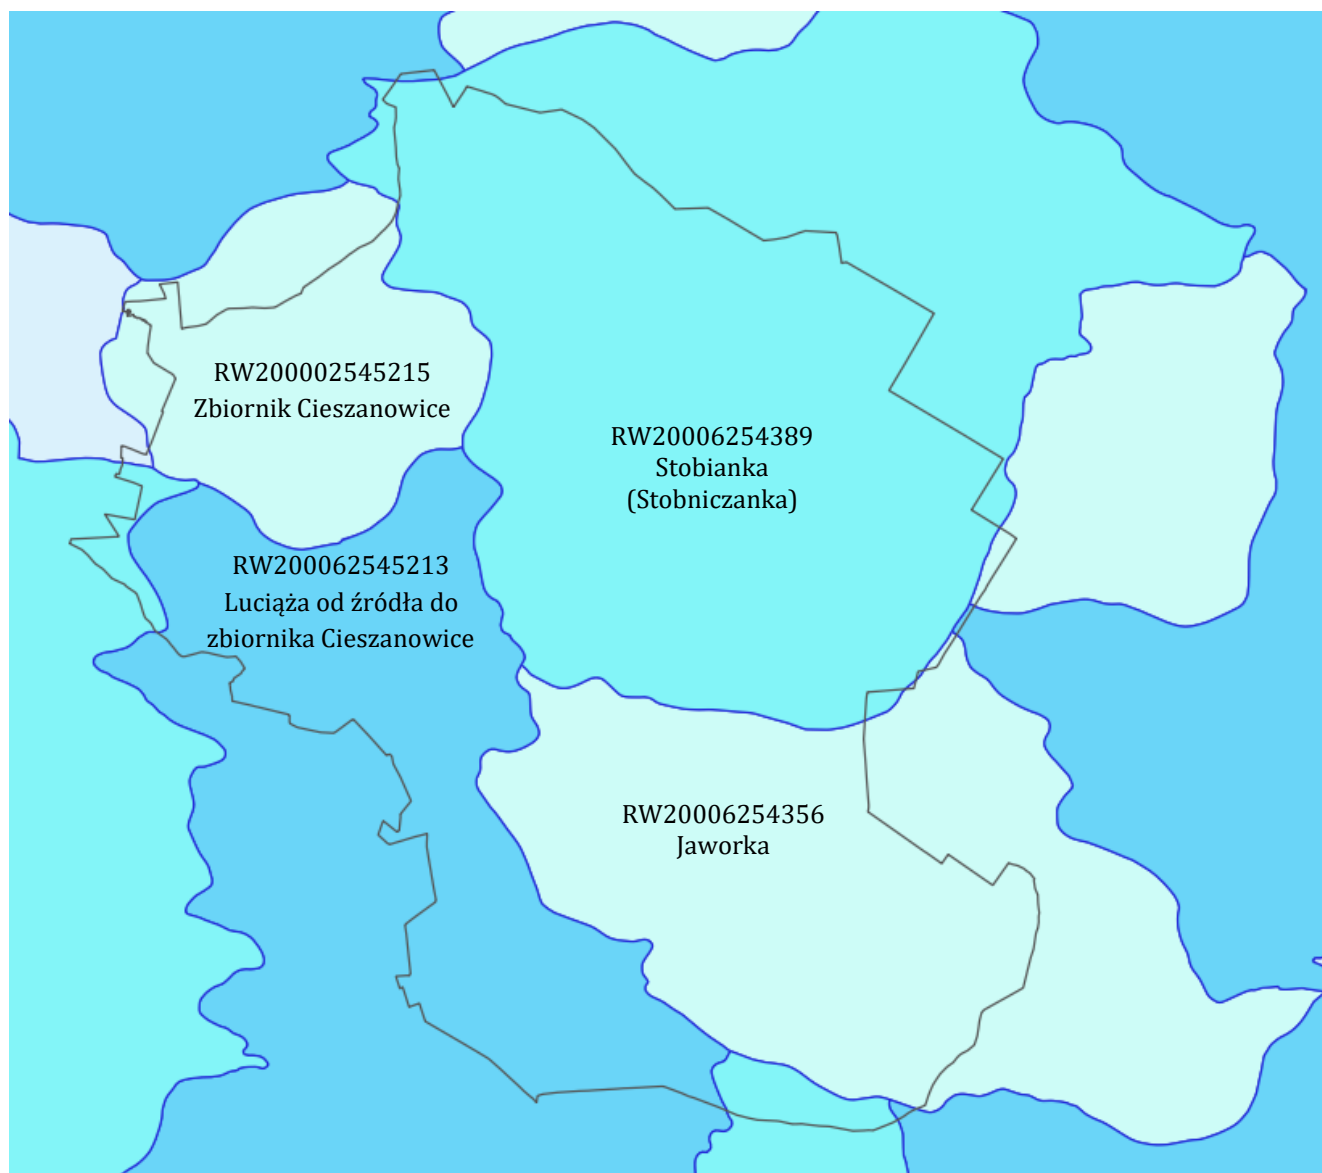 RW200002545215
Zbiornik Cieszanowice
RW20006254389
Stobianka
(Stobniczanka)
RW200062545213
Luciąża od źródła do
zbiornika Cieszanowice
RW20006254356
Jaworka